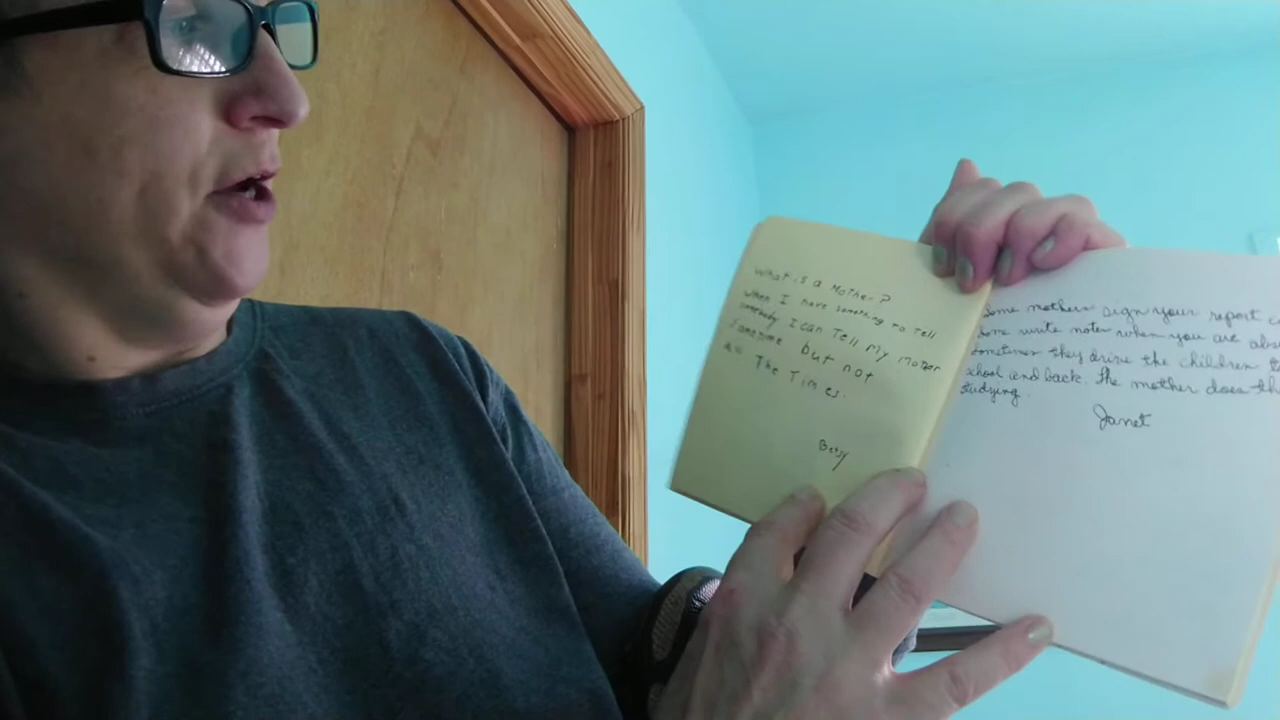 What is a Mother?
When I have something to Tell
somebody I can Tell My Mother
Sometime but not
all The Times.
Betsy
Some mothers sign your report
Some write notes when you are
Sometimes they drive the children
school and back. The mother does
studying.
Janet